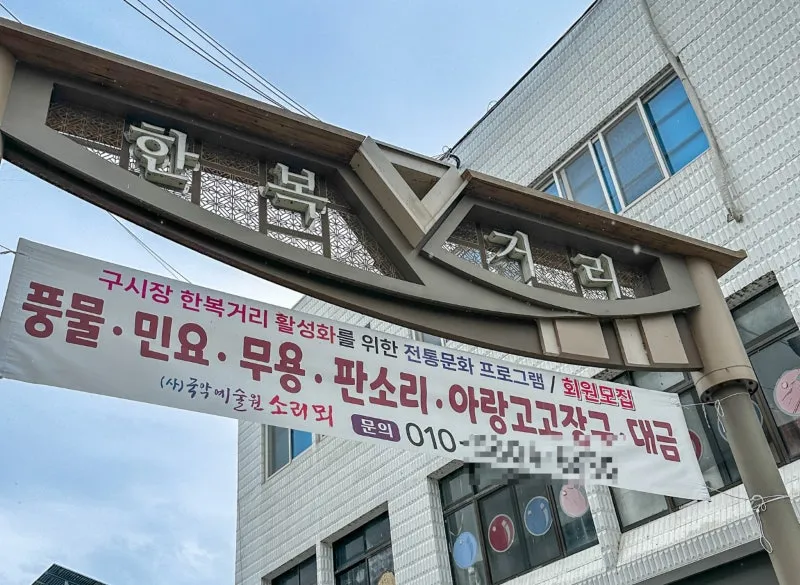 한복거리
구시장 한복거리 활성화를 위한 전통문화 프로그램 / 회원모집
풍물·민요·무용·판소리·아랑고고장구·대금
(사)국악예술원 소리뫼 문의 010-